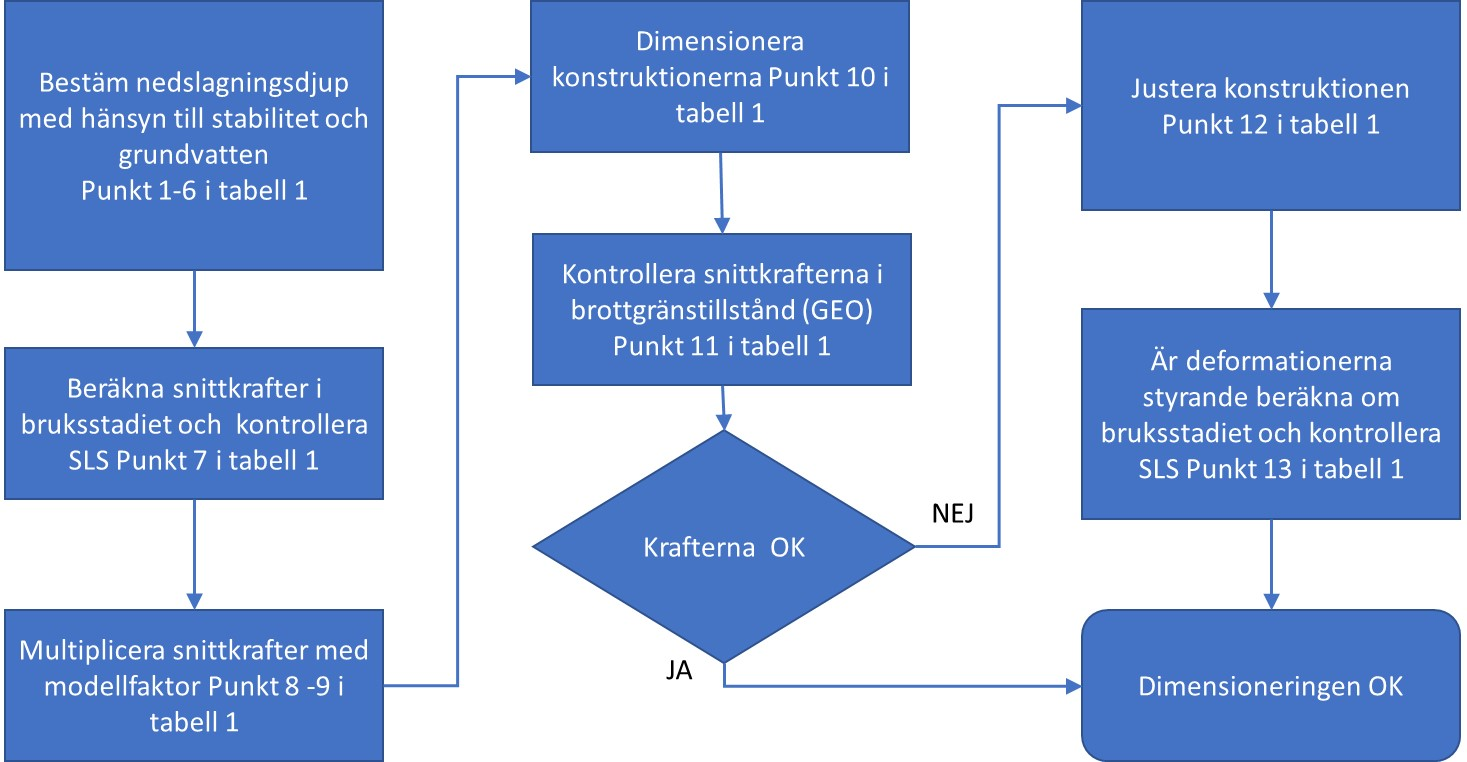 Bestäm nedslagningsdjup
med hänsyn till stabilitet och
grundvatten
Punkt 1-6 i tabell 1
Beräkna snittkrafter i
bruksstadiet och kontrollera
SLS Punkt 7 i tabell 1
Multiplicera snittkrafter med
modellfaktor Punkt 8 -9 i
tabell 1
Dimensionera
konstruktionerna Punkt 10 i
tabell 1
Kontrollera snittkrafterna i
brottgränstillstånd (GEO)
Punkt 11 i tabell 1
Krafterna OK
NEJ
JA
Justera konstruktionen
Punkt 12 i tabell 1
Är deformationerna
styrande beräkna om
bruksstadiet och kontrollera
SLS Punkt 13 i tabell 1
Dimensioneringen OK